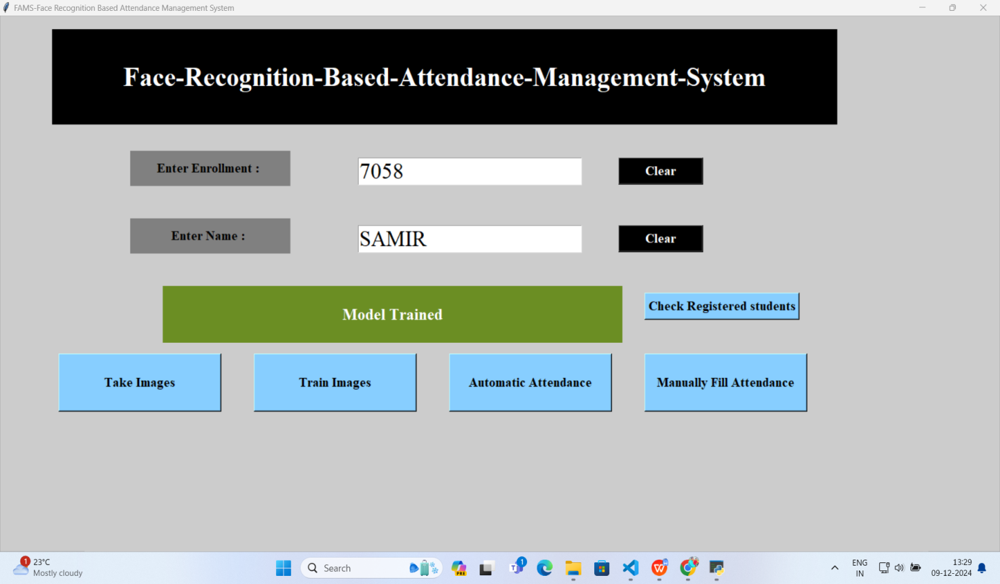 FAMS-Face Recognition Based Attendance Management System
Face-Recognition-Based-Attendance-Management-System
Enter Enrollment :
7058
Clear
Enter Name :
SAMIR
Clear
Model Trained
Check Registered students
Take Images
Train Images
Automatic Attendance
Manually Fill Attendance
1
23°C
Mostly cloudy
Search
PRE
T
1
W
ENG
IN
13:29
09-12-2024